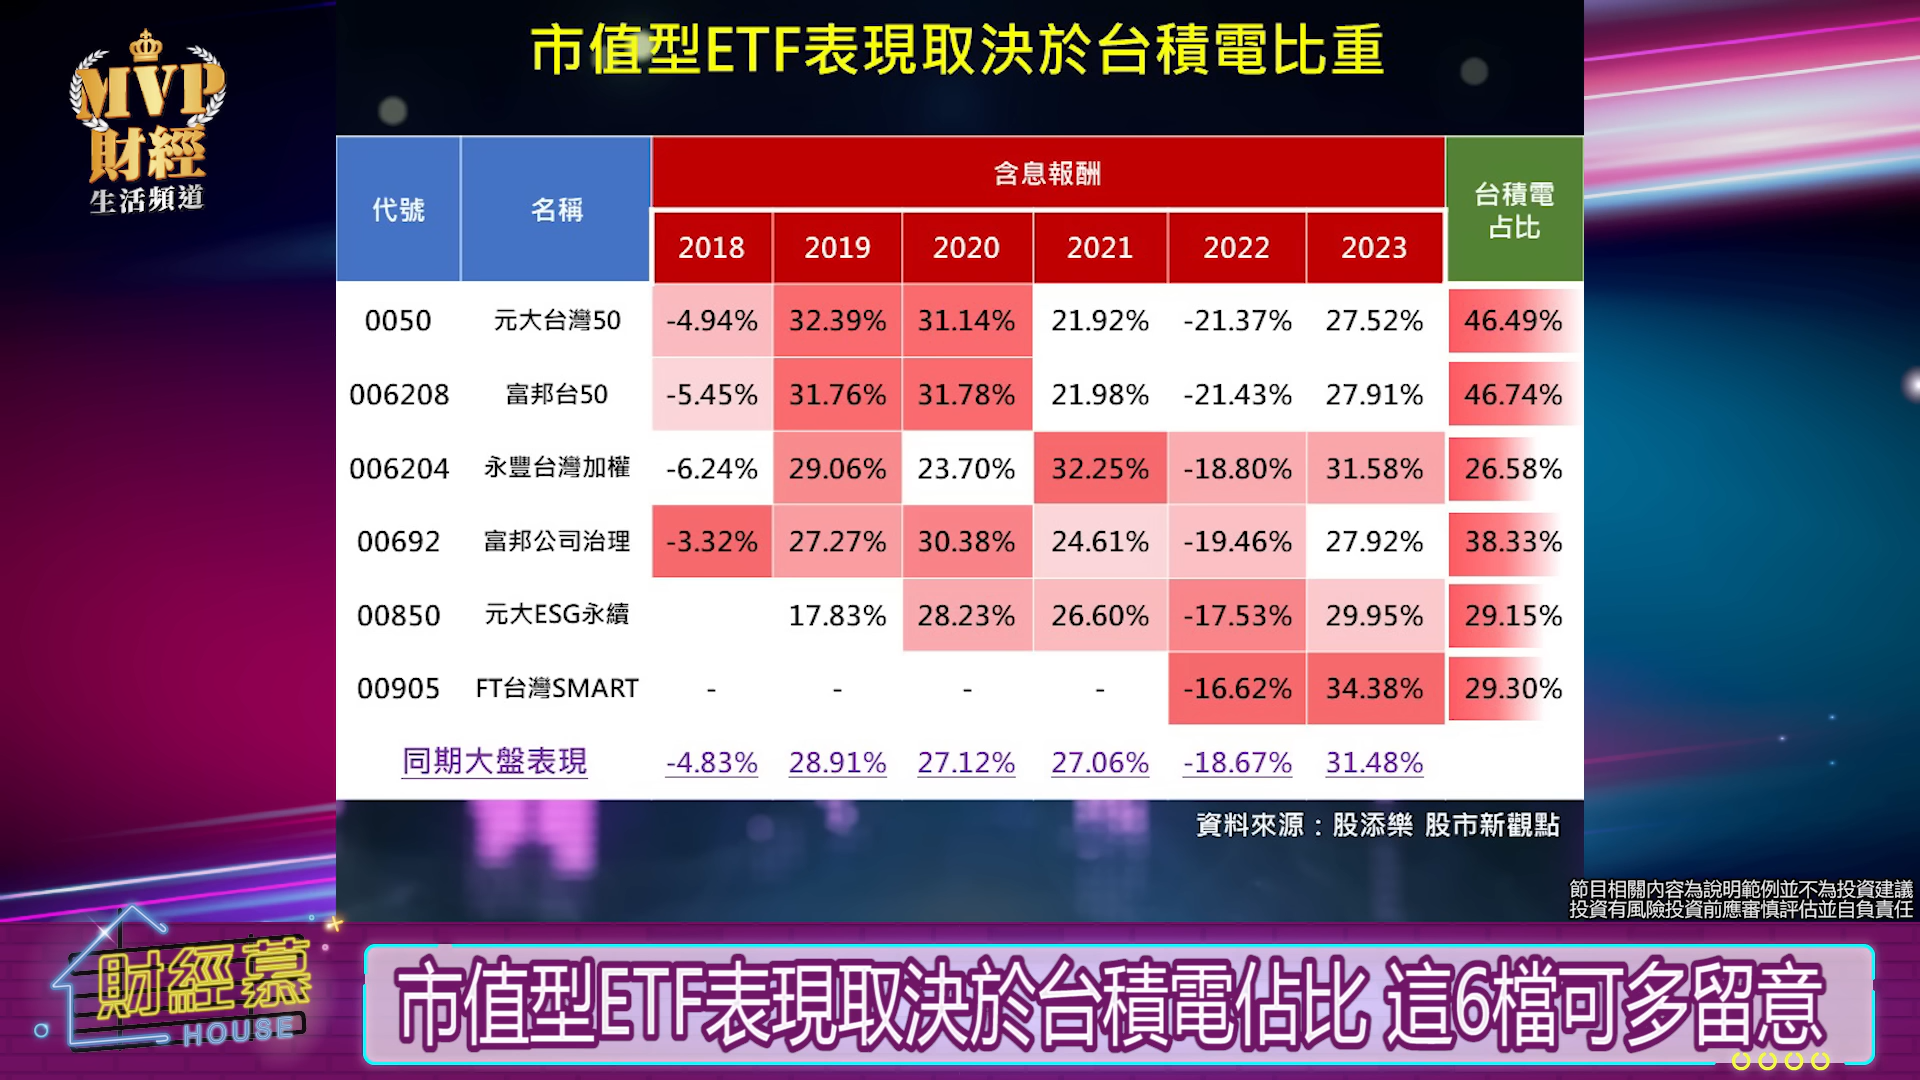 MVP
財經
生活頻道
市值型ETF表現取決於台積電比重
代號 名稱 含息報酬 台積電占比
2018 2019 2020 2021 2022 2023
0050 元大台灣50 -4.94% 32.39% 31.14% 21.92% -21.37% 27.52% 46.49%
006208 富邦台50 -5.45% 31.76% 31.78% 21.98% -21.43% 27.91% 46.74%
006204 永豐台灣加權 -6.24% 29.06% 23.70% 32.25% -18.80% 31.58% 26.58%
00692 富邦公司治理 -3.32% 27.27% 30.38% 24.61% -19.46% 27.92% 38.33%
00850 元大ESG永續 17.83% 28.23% 26.60% -17.53% 29.95% 29.15%
00905 FT台灣SMART - - - - -16.62% 34.38% 29.30%
同期大盤表現 -4.83% 28.91% 27.12% 27.06% -18.67% 31.48%
資料來源：股添樂 股市新觀點
節目相關內容為說明範例並不為投資建議
投資有風險投資前應審慎評估並自負責任
財經慕
HOUSE
市值型ETF表現取決於台積電佔比 這6檔可多留意